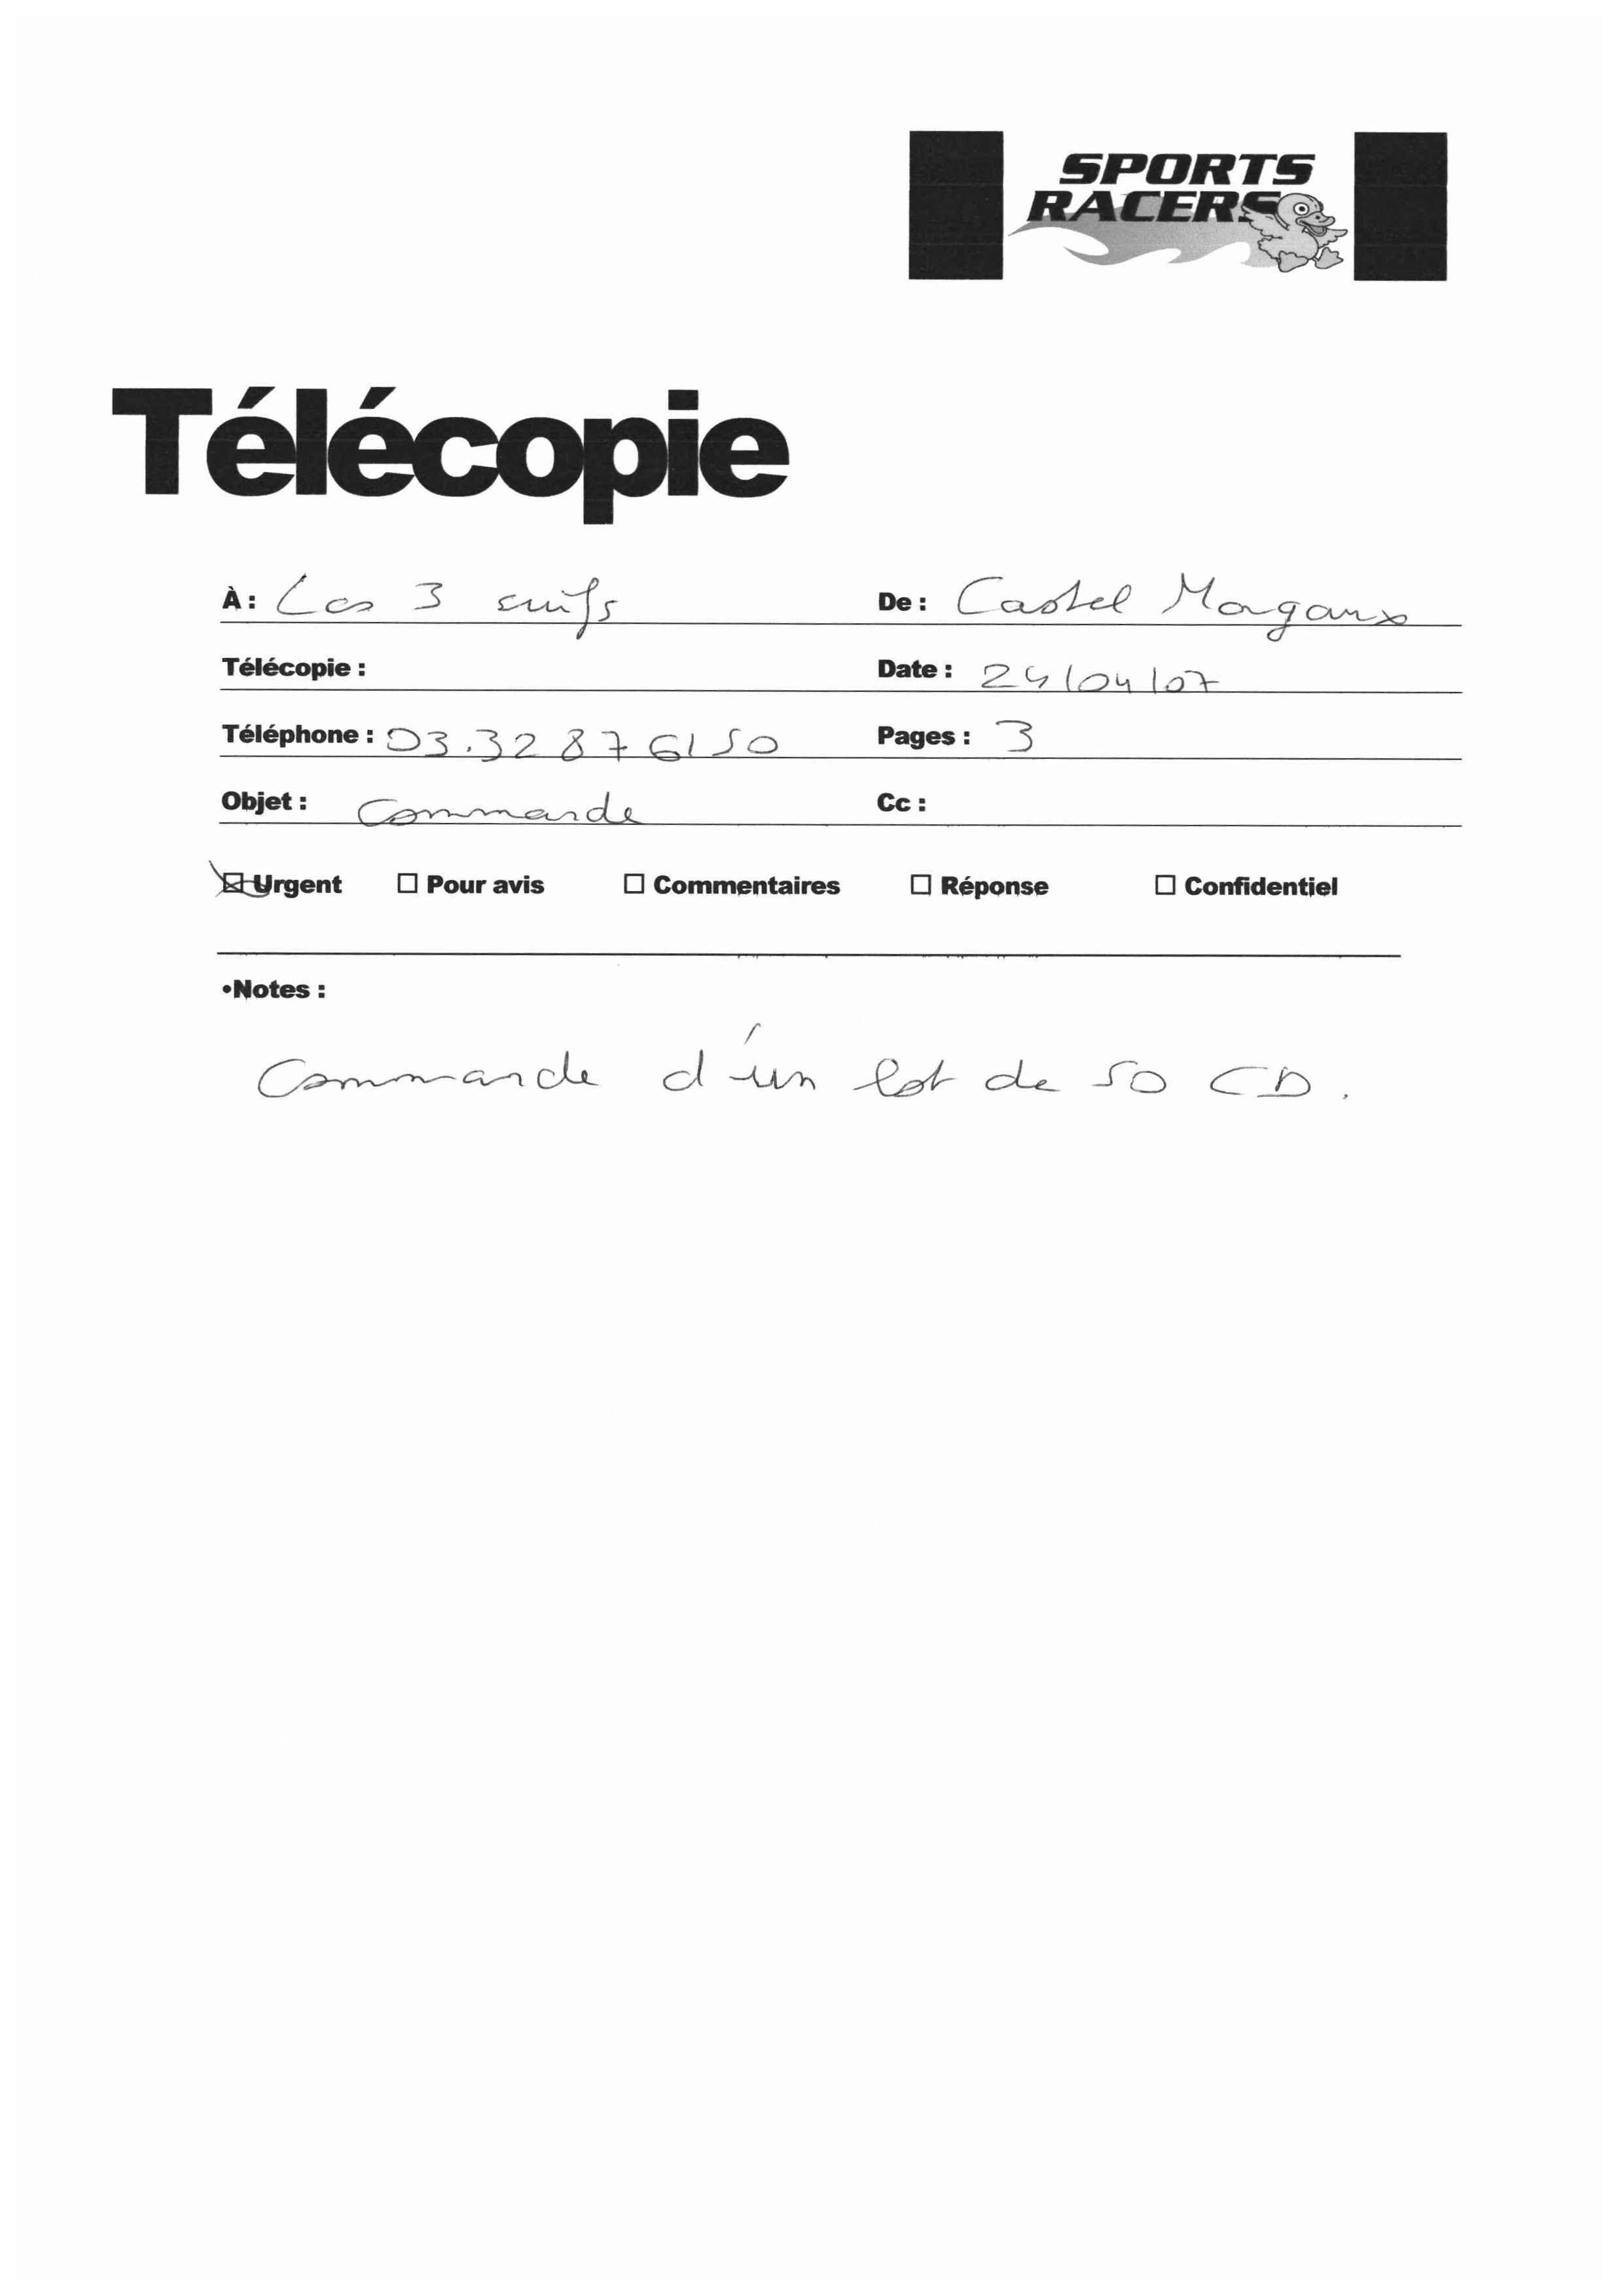 SPORTS
RACERS
Télécopie
À : Les 3 suifs De : Castel Morgaux
Télécopie : Date : 24/04/07
Téléphone : 03.32 87 61 50 Pages : 3
Objet : Commande Cc :
☒ Urgent ☐ Pour avis ☐ Commentaires ☐ Réponse ☐ Confidentiel
•Notes :
Commande d'un lot de 50 CD.